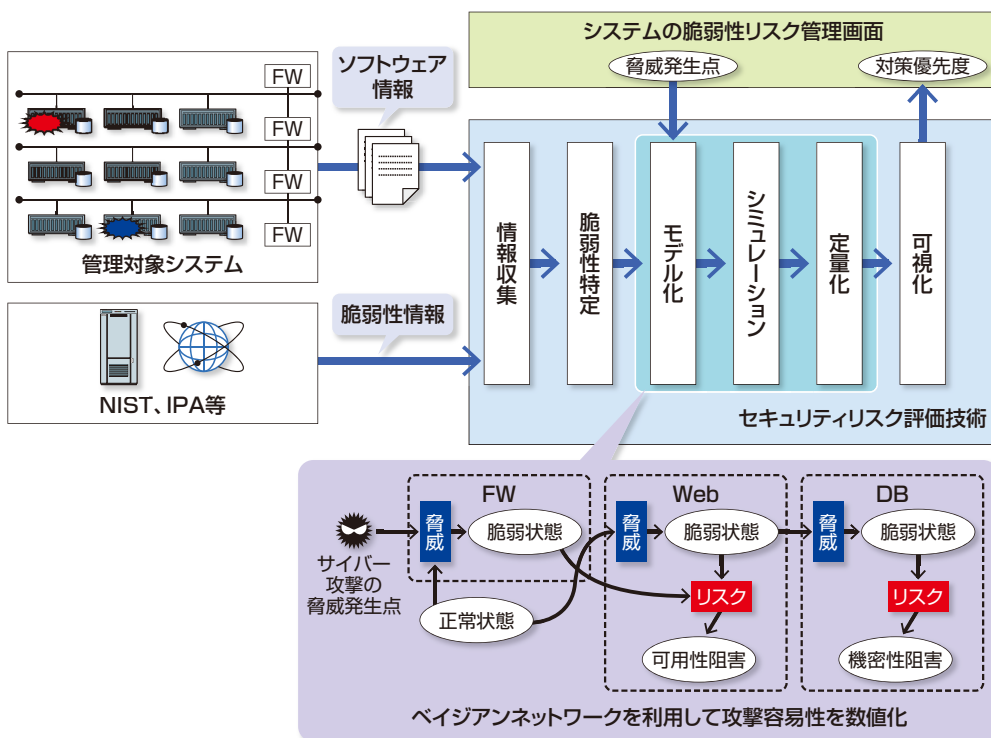 システムの脆弱性リスク管理画面
脅威発生点
対策優先度
ソフトウェア
情報
FW
FW
FW
FW
管理対象システム
脆弱性情報
NIST、IPA等
情報収集
脆弱性特定
モデル化
シミュレーション
定量化
可視化
セキュリティリスク評価技術
FW
Web
DB
脅威
脆弱状態
脅威
脆弱状態
脅威
脆弱状態
サイバー
攻撃の
脅威発生点
正常状態
リスク
リスク
可用性阻害
機密性阻害
ベイジアンネットワークを利用して攻撃容易性を数値化